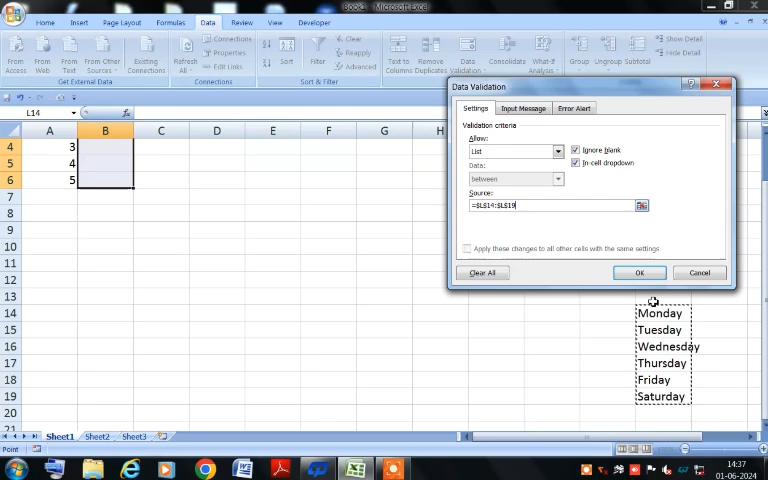 Book1 - Microsoft Excel
Home Insert Page Layout Formulas Data Review View Developer
From Access
From Web
From Text
From Other Sources
Existing Connections
Refresh All
Connections
Properties
Edit Links
Sort
Filter
Clear
Reapply
Advanced
Text to Columns
Remove Duplicates
Data Validation
Consolidate
What-If Analysis
Group
Ungroup
Subtotal
Show Detail
Hide Detail
Get External Data
Connections
Sort & Filter
L14
fx
A B C D E F G H
4 3
5 4
6 5
7
8
9
10
11
12
13
14 Monday
15 Tuesday
16 Wednesday
17 Thursday
18 Friday
19 Saturday
20
21
Data Validation
Settings Input Message Error Alert
Validation criteria
Allow:
List
Ignore blank
In-cell dropdown
Data:
between
Source:
=$L$14:$L$19
Apply these changes to all other cells with the same settings
Clear All OK Cancel
Sheet1 Sheet2 Sheet3
Point
100%
14:37
01-06-2024